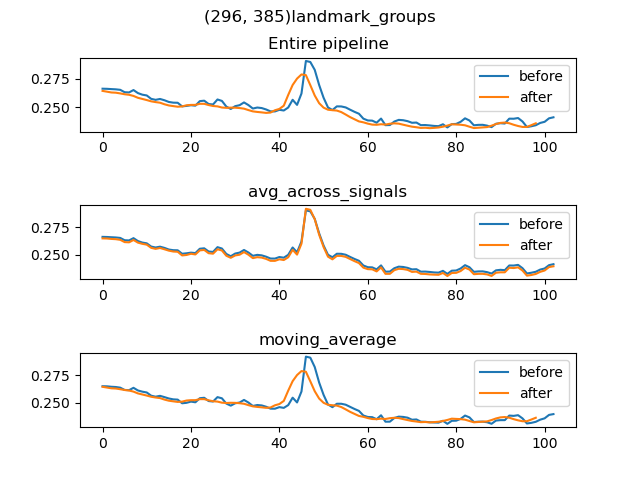 (296, 385)landmark_groups
Entire pipeline
0.275
0.250
before
after
0 20 40 60 80 100
avg_across_signals
0.275
0.250
before
after
0 20 40 60 80 100
moving_average
0.275
0.250
before
after
0 20 40 60 80 100